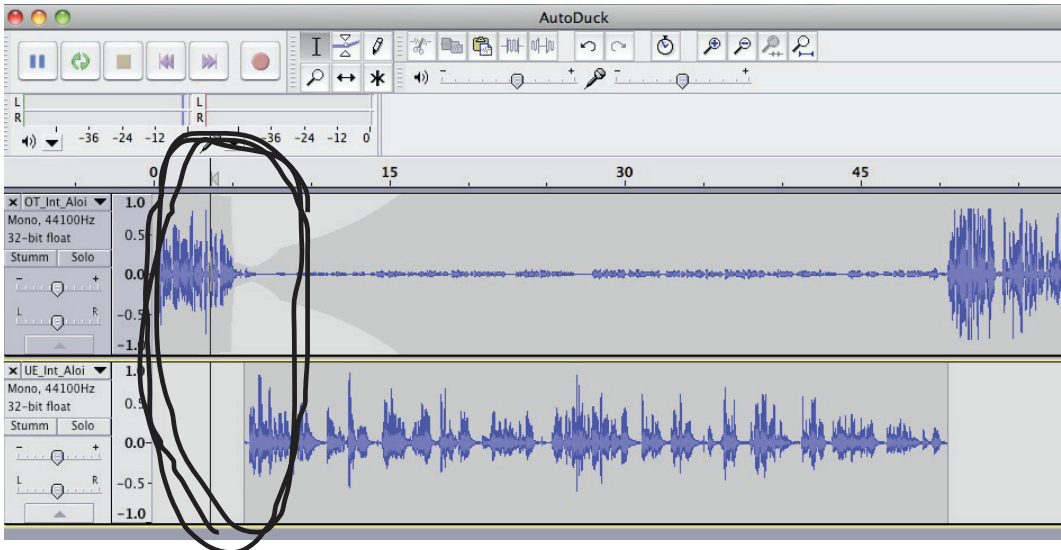 AutoDuck
L
R
L
R
-36 -24 -12
-36 -24 -12 0
0 15 30 45
OT_Int_Aloi
Mono, 44100Hz
32-bit float
Stumm Solo
- +
L R
1.0
0.5
0.0
-0.5
-1.0
UE_Int_Aloi
Mono, 44100Hz
32-bit float
Stumm Solo
- +
L R
1.0
0.5
0.0-
-0.5-
-1.0